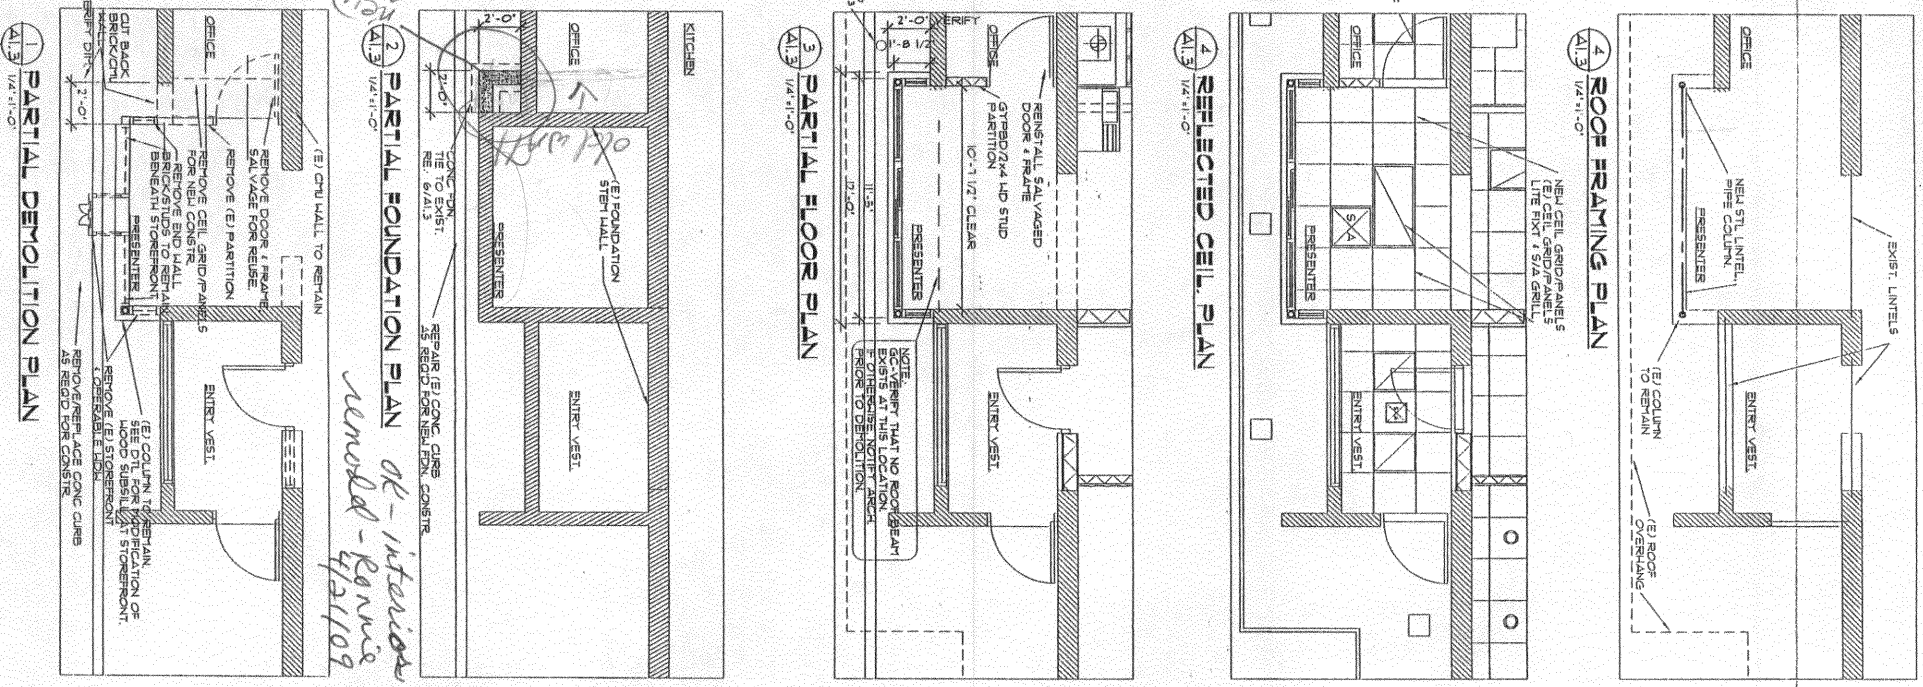 1
A1.3
PARTIAL DEMOLITION PLAN
1/4"=1'-0"
OFFICE
CUT BACK
BRICK/CMU
2'-0"
(E) CMU WALL TO REMAIN
REMOVE DOOR & FRAME,
SALVAGE FOR REUSE.
REMOVE (E) PARTITION
REMOVE CEIL GRID/PANELS
FOR NEW CONSTR.
REMOVE END WALL
BRICK/STUDS TO REMAIN
BENEATH STOREFRONT
PRESENTER
ENTRY VEST.
(E) COLUMN TO REMAIN.
SEE DTL FOR MODIFICATION OF
WOOD SUBSILL AT STOREFRONT.
REMOVE (E) STOREFRONT
& OPERABLE WDW.
REMOVE/REPLACE CONC CURB
AS REQ'D FOR CONSTR.
2
A1.3
PARTIAL FOUNDATION PLAN
1/4"=1'-0"
KITCHEN
OFFICE
2'-0"
2'-0"
new
old wall
(E) FOUNDATION
STEM WALL
CONC FDN.
TIE TO EXIST.
RE. 6/A1.3
PRESENTER
ENTRY VEST.
REPAIR (E) CONC. CURB
AS REQ'D FOR NEW FDN. CONSTR.
OK - interior
remodel - Ronnie
4/21/09
3
A1.3
PARTIAL FLOOR PLAN
1/4"=1'-0"
2'-0"
VERIFY
1'-8 1/2"
OFFICE
REINSTALL SALVAGED
DOOR & FRAME
GYPBD/2x4 WD STUD
PARTITION
10'-7 1/2" CLEAR
PRESENTER
12'-0"
ENTRY VEST.
NOTE:
GC-VERIFY THAT NO ROOF BEAM
EXISTS AT THIS LOCATION.
IF OTHERWISE NOTIFY ARCH.
PRIOR TO DEMOLITION.
4
A1.3
REFLECTED CEIL. PLAN
1/4"=1'-0"
OFFICE
NEW CEIL GRID/PANELS
(E) CEIL GRID/PANELS
LITE FIXT & S/A GRILL
S/A
PRESENTER
ENTRY VEST.
4
A1.3
ROOF FRAMING PLAN
1/4"=1'-0"
OFFICE
NEW STL LINTEL,
PIPE COLUMN.
PRESENTER
EXIST. LINTELS
(E) COLUMN
TO REMAIN
ENTRY VEST.
(E) ROOF
OVERHANG